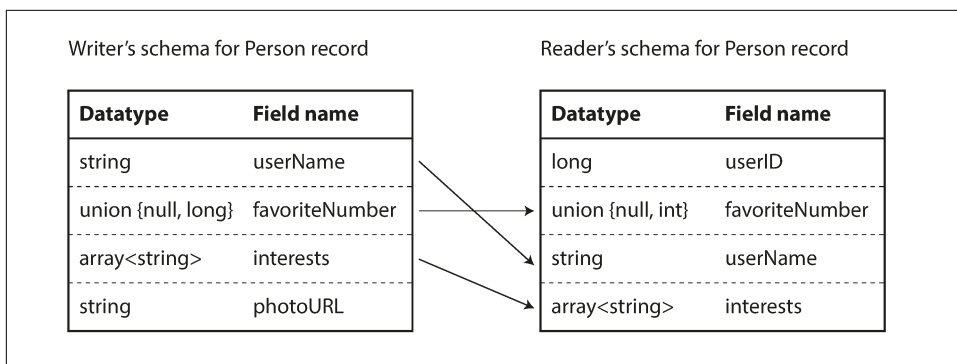 Writer’s schema for Person record
Reader’s schema for Person record
Datatype Field name
string userName
union {null, long} favoriteNumber
array<string> interests
string photoURL
Datatype Field name
long userID
union {null, int} favoriteNumber
string userName
array<string> interests